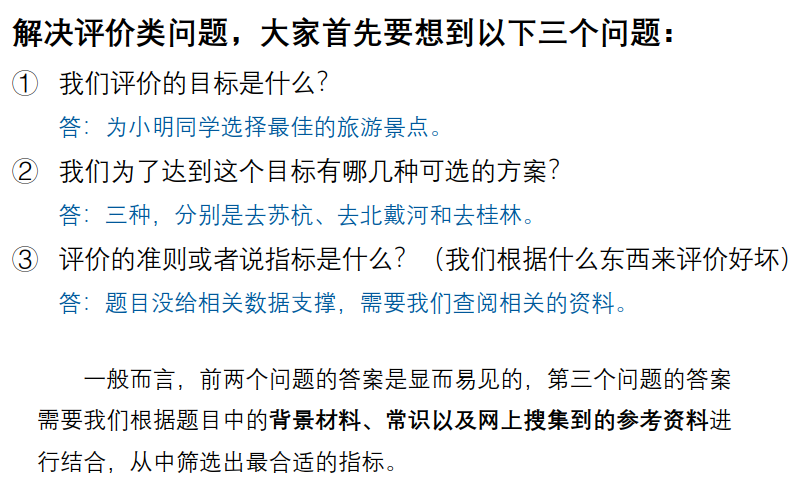 解决评价类问题，大家首先要想到以下三个问题：
① 我们评价的目标是什么？
答：为小明同学选择最佳的旅游景点。
② 我们为了达到这个目标有哪几种可选的方案？
答：三种，分别是去苏杭、去北戴河和去桂林。
③ 评价的准则或者说指标是什么？（我们根据什么东西来评价好坏）
答：题目没给相关数据支撑，需要我们查阅相关的资料。
一般而言，前两个问题的答案是显而易见的，第三个问题的答案
需要我们根据题目中的背景材料、常识以及网上搜集到的参考资料进
行结合，从中筛选出最合适的指标。